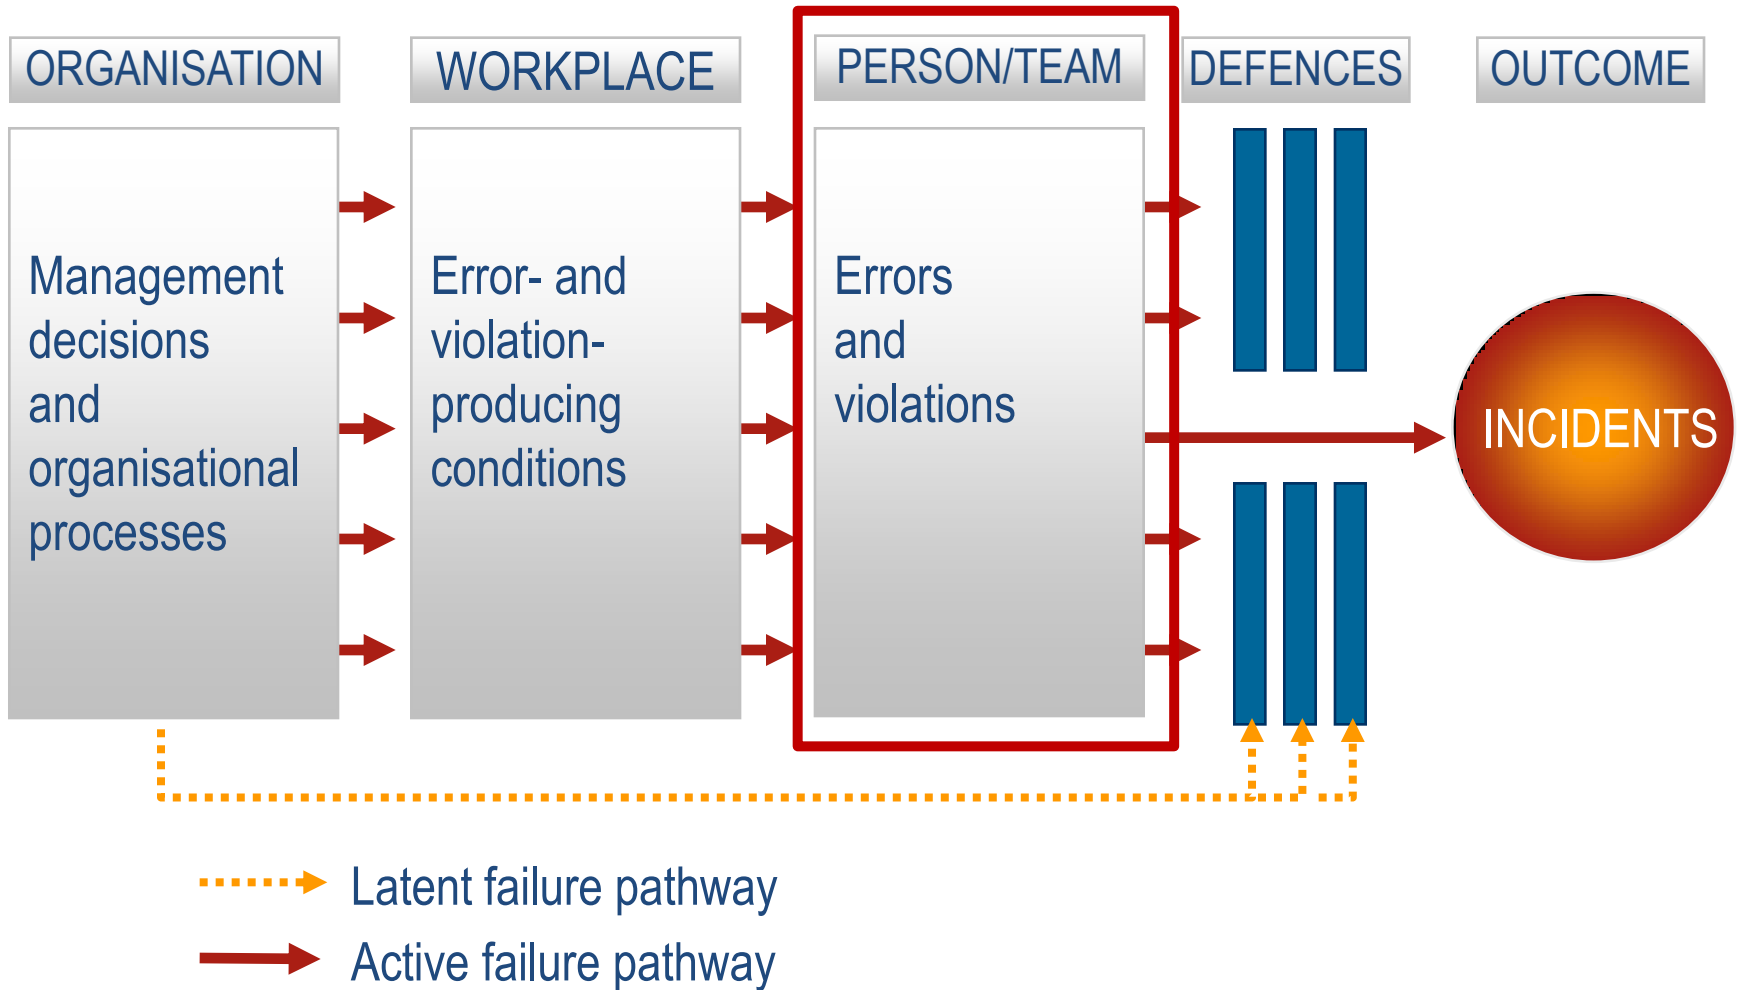 ORGANISATION
WORKPLACE
PERSON/TEAM
DEFENCES
OUTCOME
Management
decisions
and
organisational
processes
Error- and
violation-
producing
conditions
Errors
and
violations
INCIDENTS
Latent failure pathway
Active failure pathway